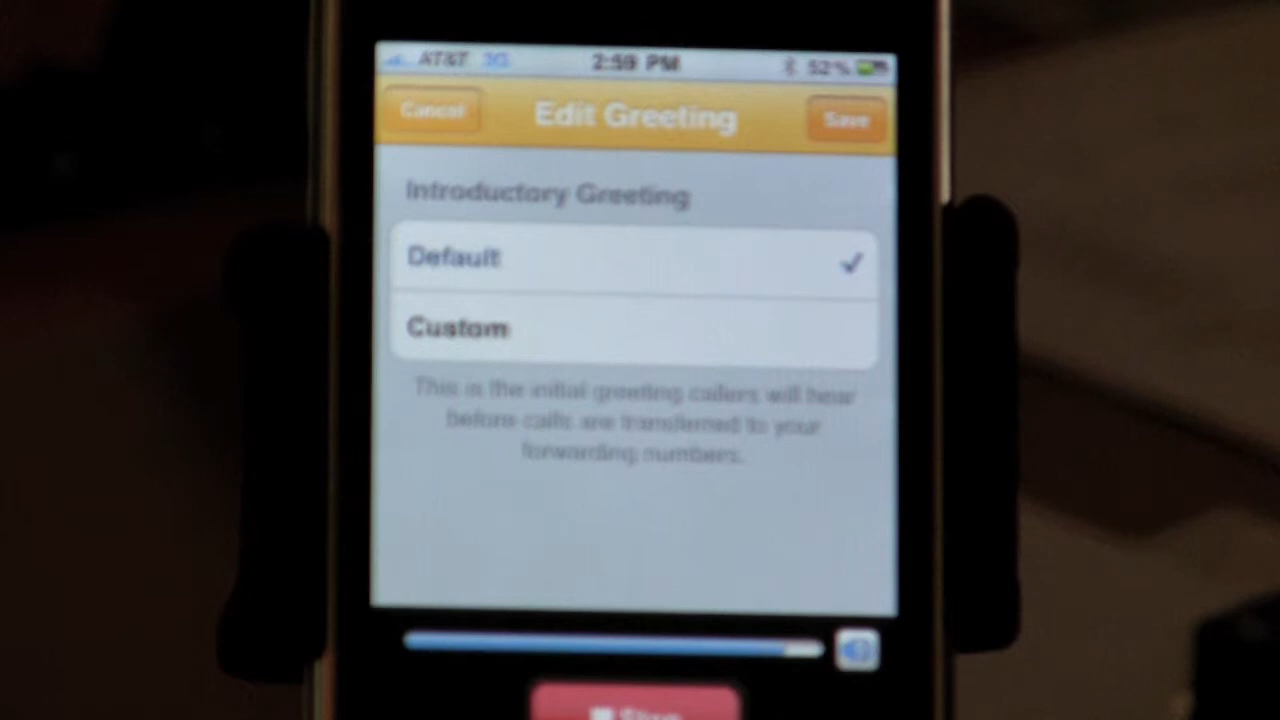 AT&T 3G 2:59 PM 52%
Cancel Edit Greeting Save
Introductory Greeting
Default
Custom
This is the initial greeting callers will hear
before calls are transferred to your
forwarding numbers.
Stop